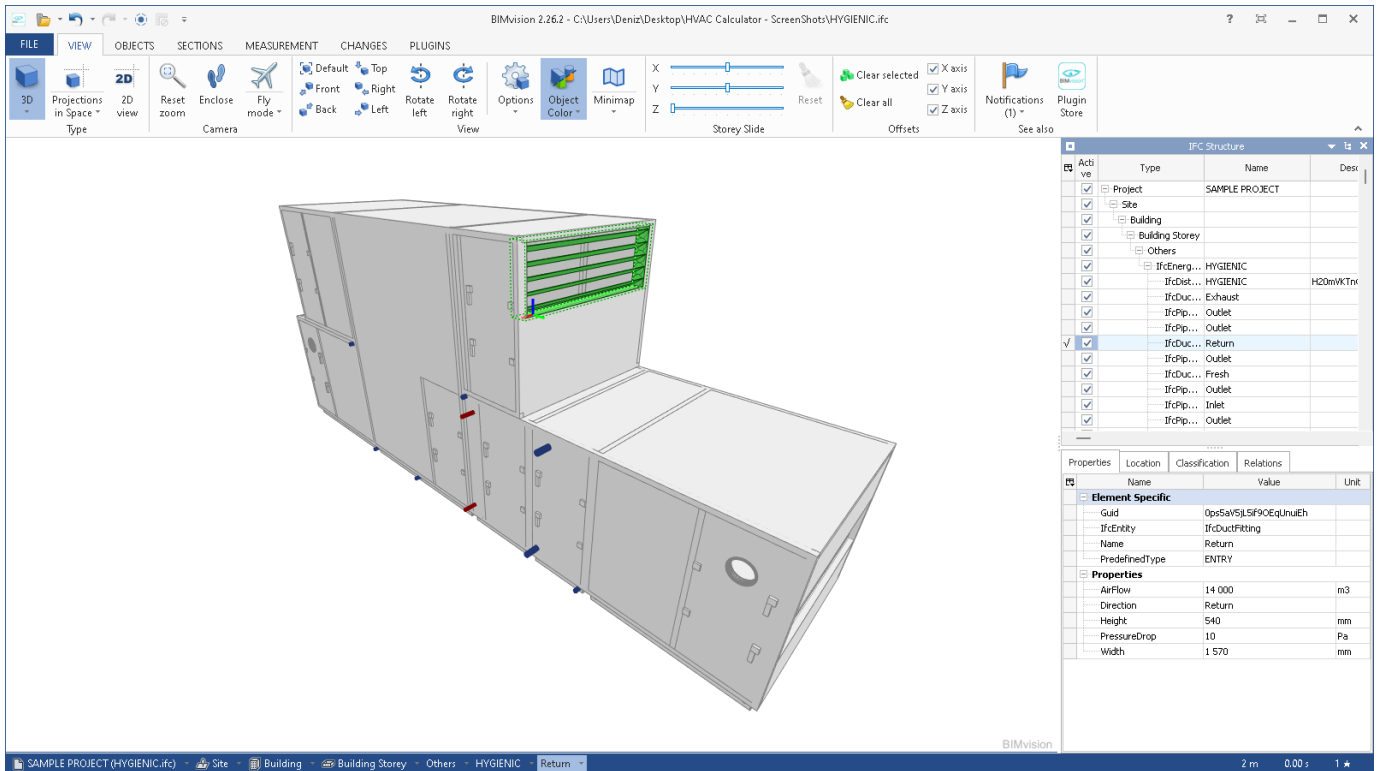 BIMvision 2.26.2 - C:\Users\Deniz\Desktop\HVAC Calculator - ScreenShots\HYGIENIC.ifc
FILE VIEW OBJECTS SECTIONS MEASUREMENT CHANGES PLUGINS
3D
Projections in Space
2D
2D view
Type
Reset zoom
Enclose
Fly mode
Camera
Default
Front
Back
Top
Right
Left
Rotate left
Rotate right
Options
Object Color
Minimap
View
X
Y
Z
Reset
Storey Slide
Clear selected
Clear all
X axis
Y axis
Z axis
Offsets
Notifications (1)
BIMvision
Plugin Store
See also
IFC Structure
Active Type Name Desc
Project SAMPLE PROJECT
Site
Building
Building Storey
Others
IfcEnerg... HYGIENIC
IfcDist... HYGIENIC
IfcDuc... Exhaust
IfcPip... Outlet
IfcPip... Outlet
IfcDuc... Return
IfcPip... Outlet
IfcDuc... Fresh
IfcPip... Outlet
IfcPip... Inlet
IfcPip... Outlet
Properties Location Classification Relations
Name Value Unit
Element Specific
Guid
IfcEntity IfcDuctFitting
Name Return
PredefinedType ENTRY
Properties
AirFlow 14 000 m3
Direction Return
Height 540 mm
PressureDrop 10 Pa
Width 1 570 mm
BIMvision
SAMPLE PROJECT (HYGIENIC.ifc) Site Building Building Storey Others HYGIENIC Return
2 m 0.00 s 1